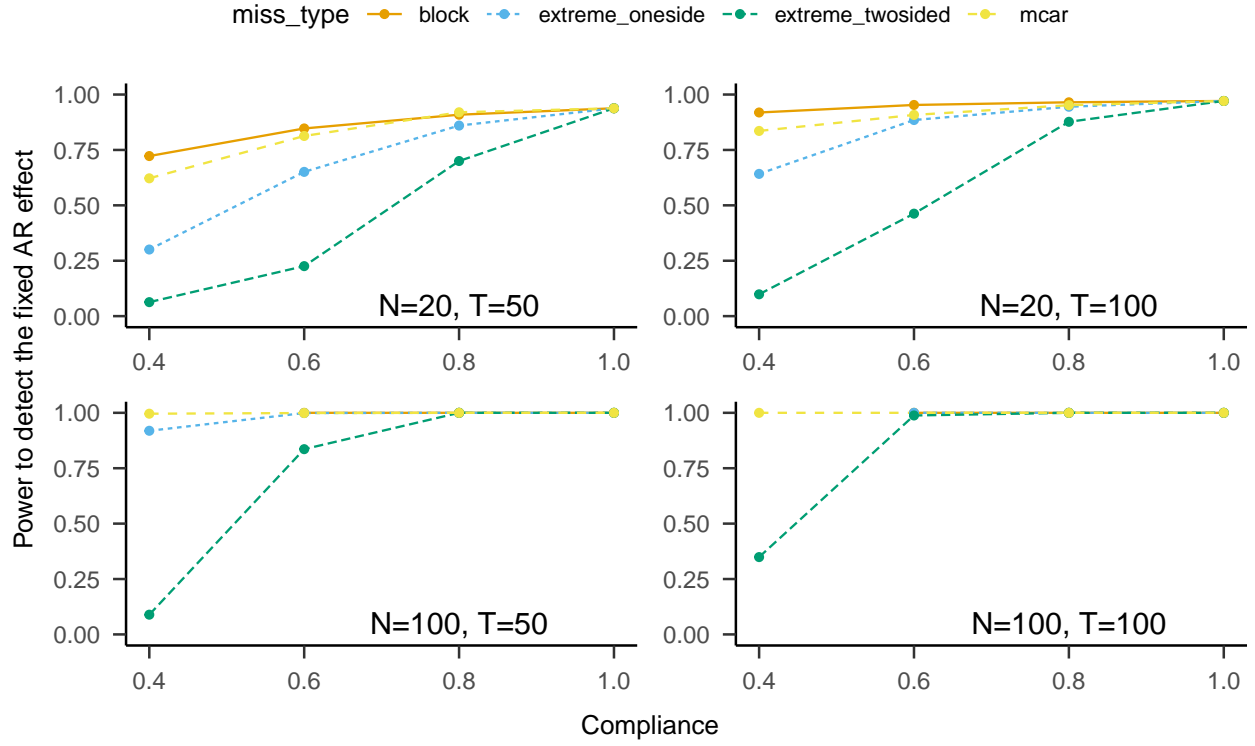 miss_type block extreme_oneside extreme_twosided mcar
Power to detect the fixed AR effect
1.00
0.75
0.50
0.25
0.00
N=20, T=50
0.4 0.6 0.8 1.0
1.00
0.75
0.50
0.25
0.00
N=20, T=100
0.4 0.6 0.8 1.0
1.00
0.75
0.50
0.25
0.00
N=100, T=50
0.4 0.6 0.8 1.0
1.00
0.75
0.50
0.25
0.00
N=100, T=100
0.4 0.6 0.8 1.0
Compliance